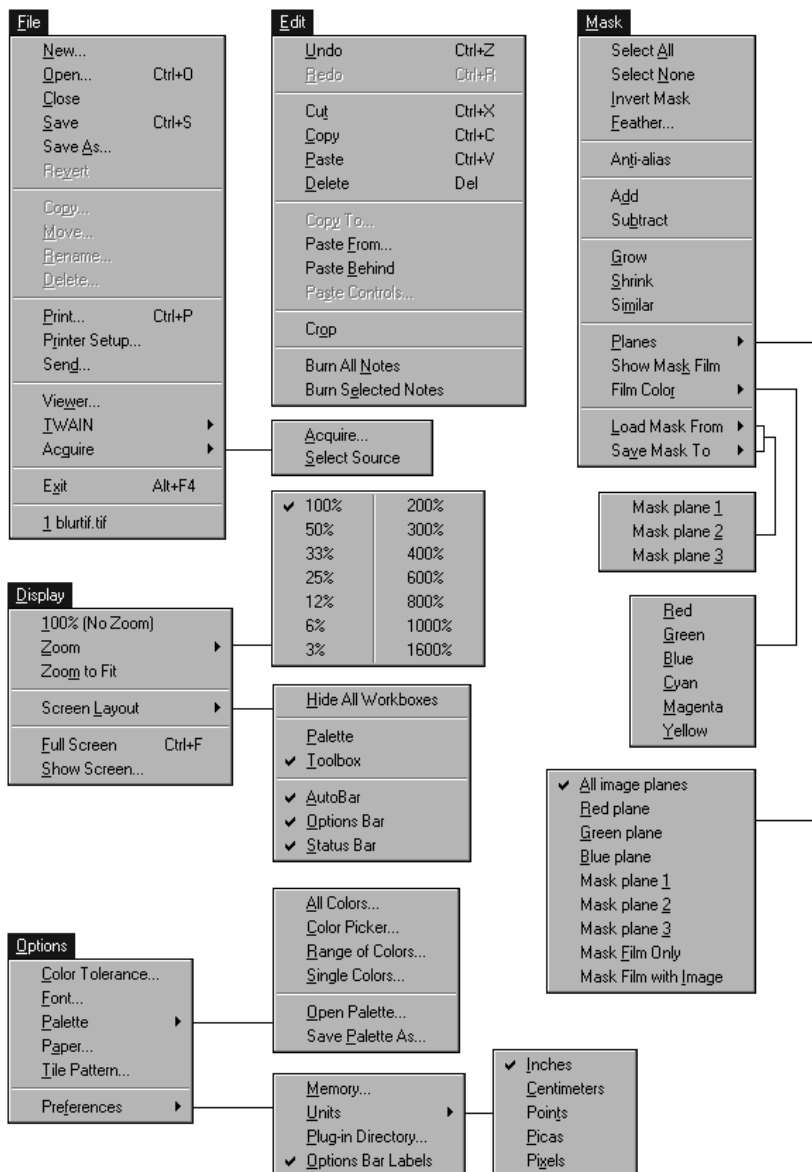 File
New...
Open... Ctrl+O
Close
Save Ctrl+S
Save As...
Revert
Copy...
Move...
Rename...
Delete...
Print... Ctrl+P
Printer Setup...
Send...
Viewer...
TWAIN
Acquire
Exit Alt+F4
1 blurtif.tif
Edit
Undo Ctrl+Z
Redo Ctrl+R
Cut Ctrl+X
Copy Ctrl+C
Paste Ctrl+V
Delete Del
Copy To...
Paste From...
Paste Behind
Paste Controls...
Crop
Burn All Notes
Burn Selected Notes
Acquire...
Select Source
Mask
Select All
Select None
Invert Mask
Feather...
Anti-alias
Add
Subtract
Grow
Shrink
Similar
Planes
Show Mask Film
Film Color
Load Mask From
Save Mask To
Mask plane 1
Mask plane 2
Mask plane 3
Red
Green
Blue
Cyan
Magenta
Yellow
All image planes
Red plane
Green plane
Blue plane
Mask plane 1
Mask plane 2
Mask plane 3
Mask Film Only
Mask Film with Image
Display
100% (No Zoom)
Zoom
Zoom to Fit
Screen Layout
Full Screen Ctrl+F
Show Screen...
100% 200%
50% 300%
33% 400%
25% 600%
12% 800%
6% 1000%
3% 1600%
Hide All Workboxes
Palette
Toolbox
AutoBar
Options Bar
Status Bar
Options
Color Tolerance...
Font...
Palette
Paper...
Tile Pattern...
Preferences
All Colors...
Color Picker...
Range of Colors...
Single Colors...
Open Palette...
Save Palette As...
Memory...
Units
Plug-in Directory...
Options Bar Labels
Inches
Centimeters
Points
Picas
Pixels